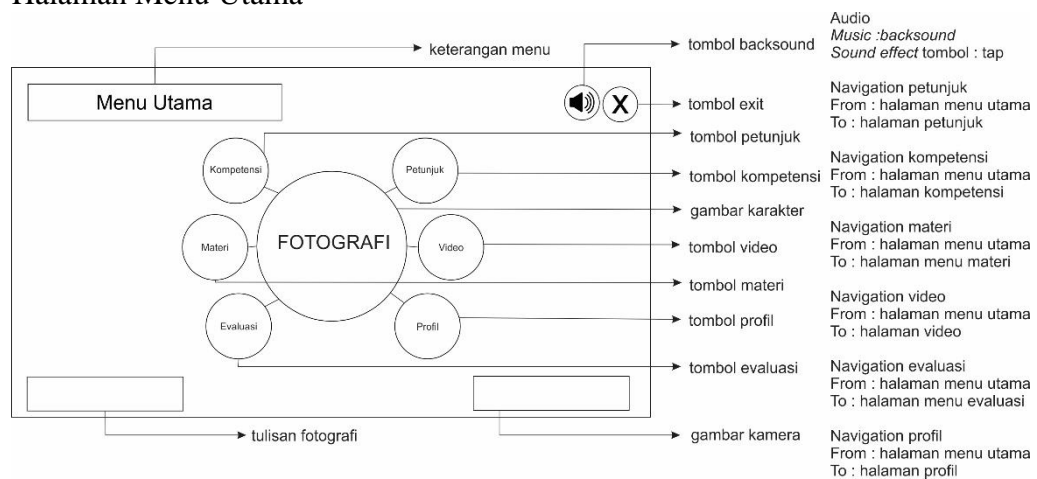 Halaman Menu Utama
keterangan menu
tombol backsound
Menu Utama
X
tombol exit
tombol petunjuk
Kompetensi
Petunjuk
tombol kompetensi
gambar karakter
Materi
FOTOGRAFI
Video
tombol video
tombol materi
Evaluasi
Profil
tombol profil
tombol evaluasi
tulisan fotografi
gambar kamera
Audio
Music :backsound
Sound effect tombol : tap
Navigation petunjuk
From : halaman menu utama
To : halaman petunjuk
Navigation kompetensi
From : halaman menu utama
To : halaman kompetensi
Navigation materi
From : halaman menu utama
To : halaman menu materi
Navigation video
From : halaman menu utama
To : halaman video
Navigation evaluasi
From : halaman menu utama
To : halaman menu evaluasi
Navigation profil
From : halaman menu utama
To : halaman profil